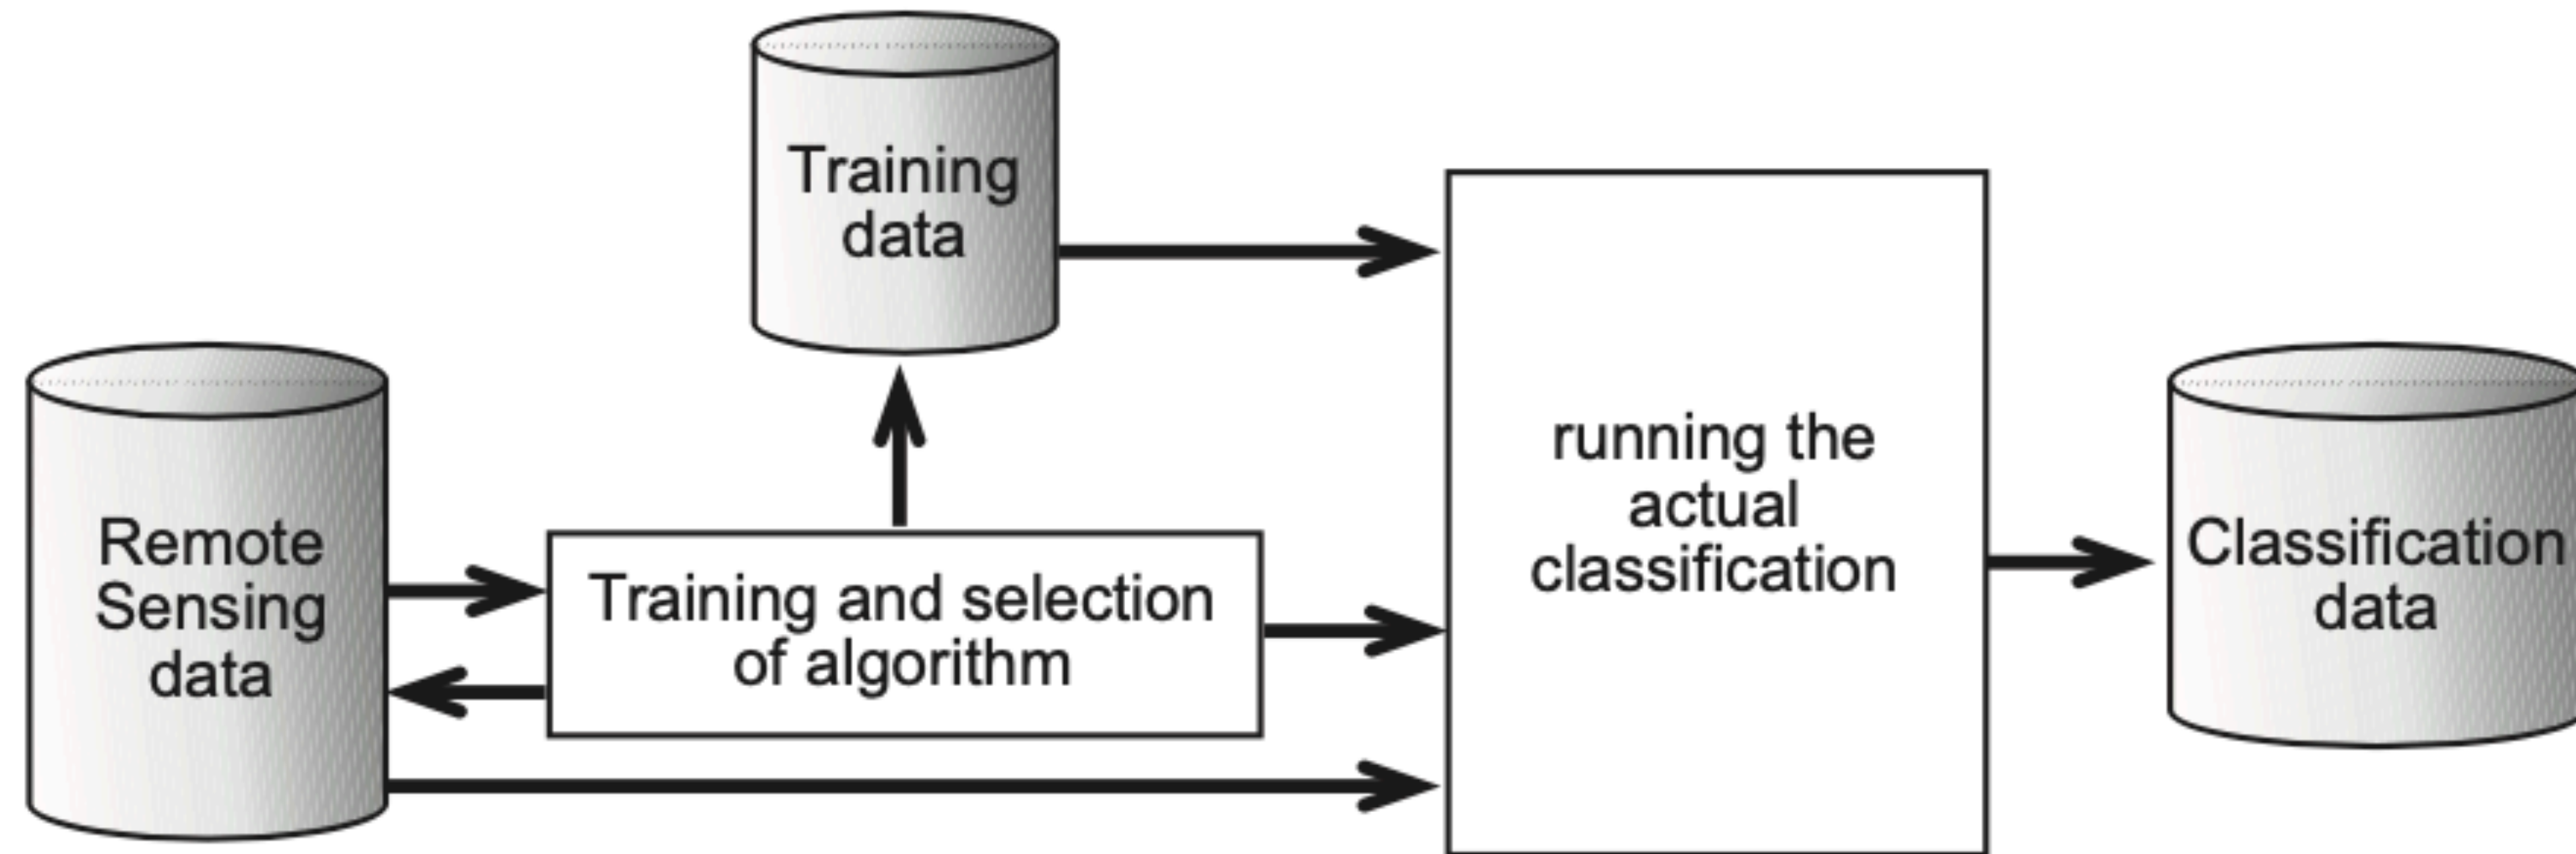 Training
data
Remote
Sensing
data
Training and selection
of algorithm
running the
actual
classification
Classification
data